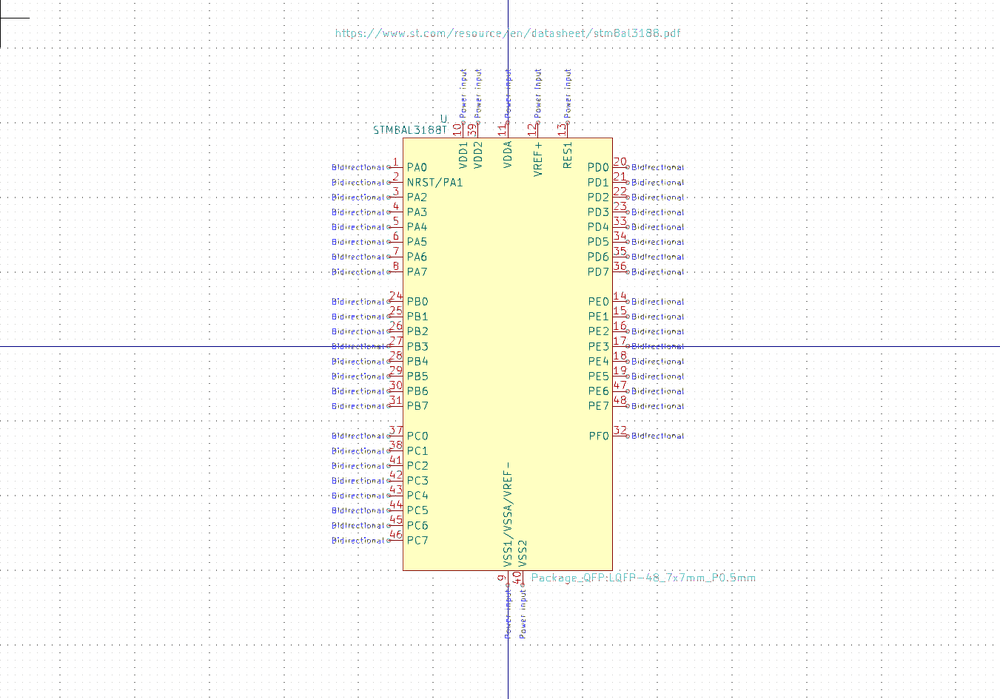 https://www.st.com/resource/en/datasheet/stm8al3188.pdf
Power input Power input Power input Power input Power input
U
STM8AL3188T
10 39 11 12 13
VDD1 VDD2 VDDA VREF+ RES1
Bidirectional 1 PA0 PD0 20 Bidirectional
Bidirectional 2 NRST/PA1 PD1 21 Bidirectional
Bidirectional 3 PA2 PD2 22 Bidirectional
Bidirectional 4 PA3 PD3 23 Bidirectional
Bidirectional 5 PA4 PD4 33 Bidirectional
Bidirectional 6 PA5 PD5 34 Bidirectional
Bidirectional 7 PA6 PD6 35 Bidirectional
Bidirectional 8 PA7 PD7 36 Bidirectional
Bidirectional 24 PB0 PE0 14 Bidirectional
Bidirectional 25 PB1 PE1 15 Bidirectional
Bidirectional 26 PB2 PE2 16 Bidirectional
Bidirectional 27 PB3 PE3 17 Bidirectional
Bidirectional 28 PB4 PE4 18 Bidirectional
Bidirectional 29 PB5 PE5 19 Bidirectional
Bidirectional 30 PB6 PE6 47 Bidirectional
Bidirectional 31 PB7 PE7 48 Bidirectional
Bidirectional 37 PC0 PF0 32 Bidirectional
Bidirectional 38 PC1
Bidirectional 41 PC2
Bidirectional 42 PC3
Bidirectional 43 PC4
Bidirectional 44 PC5
Bidirectional 45 PC6
Bidirectional 46 PC7
VSS1/VSSA/VREF- VSS2
9 40
Package_QFP:LQFP-48_7x7mm_P0.5mm
Power input Power input